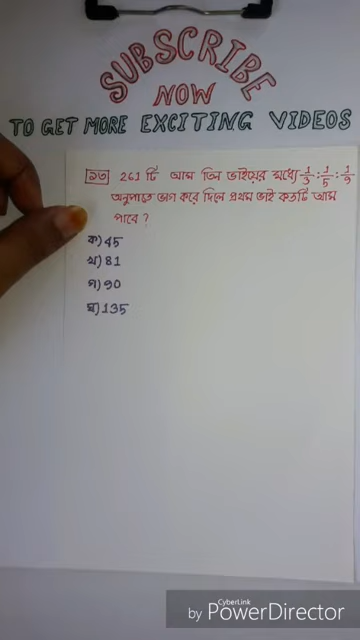 SUBSCRIBE
NOW
TO GET MORE EXCITING VIDEOS
১৩ 261 টি আম তিন ভাইয়ের মধ্যে 1/3 : 1/5 : 1/9
অনুপাতে ভাগ করে দিলে প্রথম ভাই কতটি আম
পাবে ?
ক) 45
খ) 81
গ) 90
ঘ) 135
by CyberLink PowerDirector